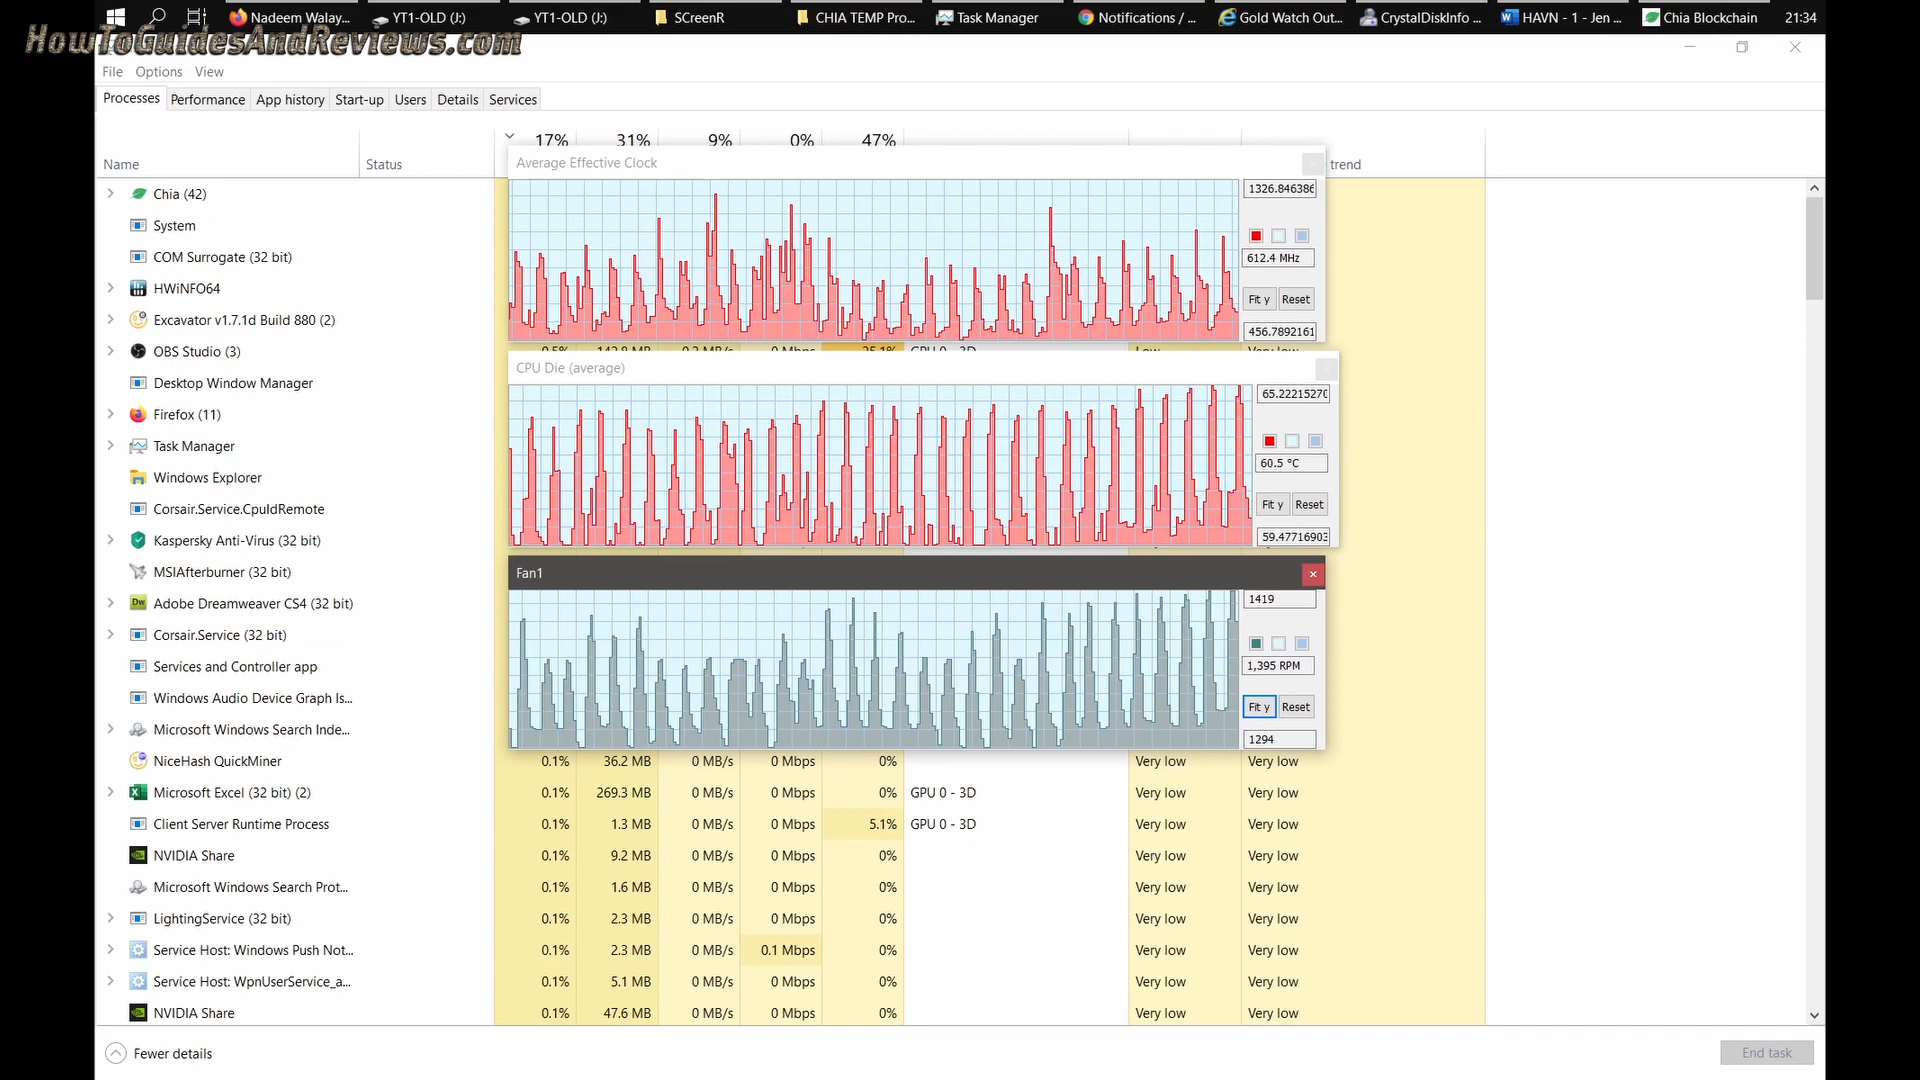 Nadeem Walay...
YT1-OLD (J:)
YT1-OLD (J:)
SCreenR
CHIA TEMP Pro...
Task Manager
Notifications / ...
Gold Watch Out...
CrystalDiskInfo ...
HAVN - 1 - Jen ...
Chia Blockchain
21:34
HowToGuidesAndReviews.com
File Options View
Processes Performance App history Start-up Users Details Services
17% 31% 9% 0% 47%
Name Status trend
Average Effective Clock
1326.846386
612.4 MHz
Fit y Reset
456.7892161
CPU Die (average)
65.22215270
60.5 °C
Fit y Reset
59.47716903
Fan1
1419
1,395 RPM
Fit y Reset
1294
Chia (42)
System
COM Surrogate (32 bit)
HWiNFO64
Excavator v1.7.1d Build 880 (2)
OBS Studio (3)
Desktop Window Manager
Firefox (11)
Task Manager
Windows Explorer
Corsair.Service.CpuIdRemote
Kaspersky Anti-Virus (32 bit)
MSIAfterburner (32 bit)
Adobe Dreamweaver CS4 (32 bit)
Corsair.Service (32 bit)
Services and Controller app
Windows Audio Device Graph Is...
Microsoft Windows Search Inde...
NiceHash QuickMiner 0.1% 36.2 MB 0 MB/s 0 Mbps 0% Very low Very low
Microsoft Excel (32 bit) (2) 0.1% 269.3 MB 0 MB/s 0 Mbps 0% GPU 0 - 3D Very low Very low
Client Server Runtime Process 0.1% 1.3 MB 0 MB/s 0 Mbps 5.1% GPU 0 - 3D Very low Very low
NVIDIA Share 0.1% 9.2 MB 0 MB/s 0 Mbps 0% Very low Very low
Microsoft Windows Search Prot... 0.1% 1.6 MB 0 MB/s 0 Mbps 0% Very low Very low
LightingService (32 bit) 0.1% 2.3 MB 0 MB/s 0 Mbps 0% Very low Very low
Service Host: Windows Push Not... 0.1% 2.3 MB 0 MB/s 0.1 Mbps 0% Very low Very low
Service Host: WpnUserService_a... 0.1% 5.1 MB 0 MB/s 0 Mbps 0% Very low Very low
NVIDIA Share 0.1% 47.6 MB 0 MB/s 0 Mbps 0% Very low Very low
Fewer details
End task